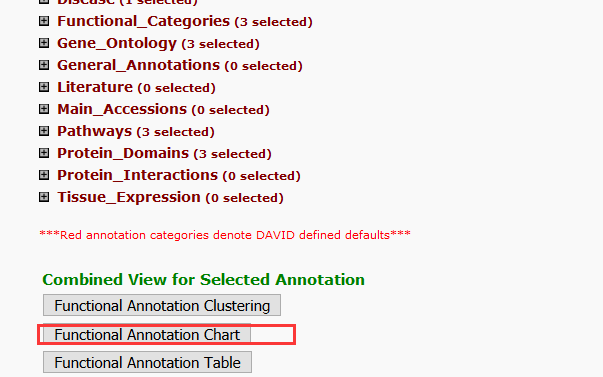 Disease (1 selected)
Functional_Categories (3 selected)
Gene_Ontology (3 selected)
General_Annotations (0 selected)
Literature (0 selected)
Main_Accessions (0 selected)
Pathways (3 selected)
Protein_Domains (3 selected)
Protein_Interactions (0 selected)
Tissue_Expression (0 selected)
***Red annotation categories denote DAVID defined defaults***
Combined View for Selected Annotation
Functional Annotation Clustering
Functional Annotation Chart
Functional Annotation Table